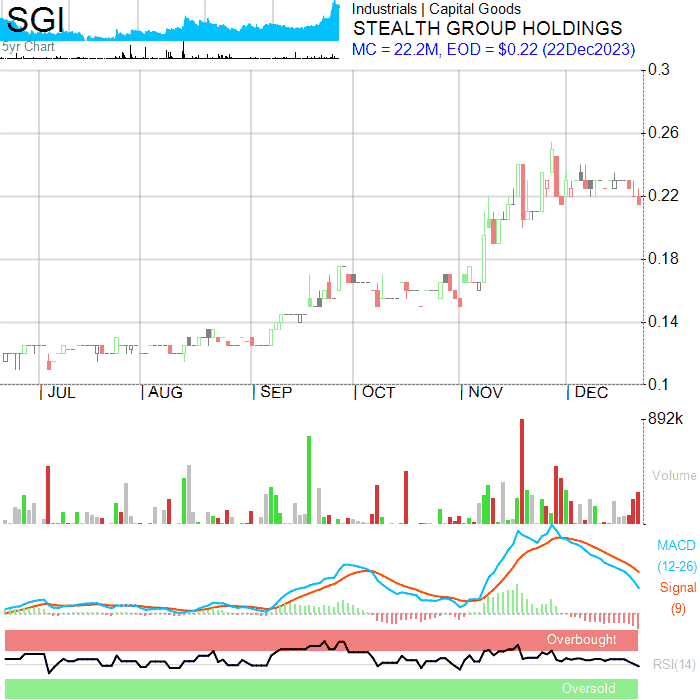 SGI
5yr Chart
Industrials | Capital Goods
STEALTH GROUP HOLDINGS
MC = 22.2M, EOD = $0.22 (22Dec2023)
0.3
0.26
0.22
0.18
0.14
0.1
| JUL | AUG | SEP | OCT | NOV | DEC
892k
Volume
MACD
(12-26)
Signal
(9)
Overbought
RSI(14)
Oversold